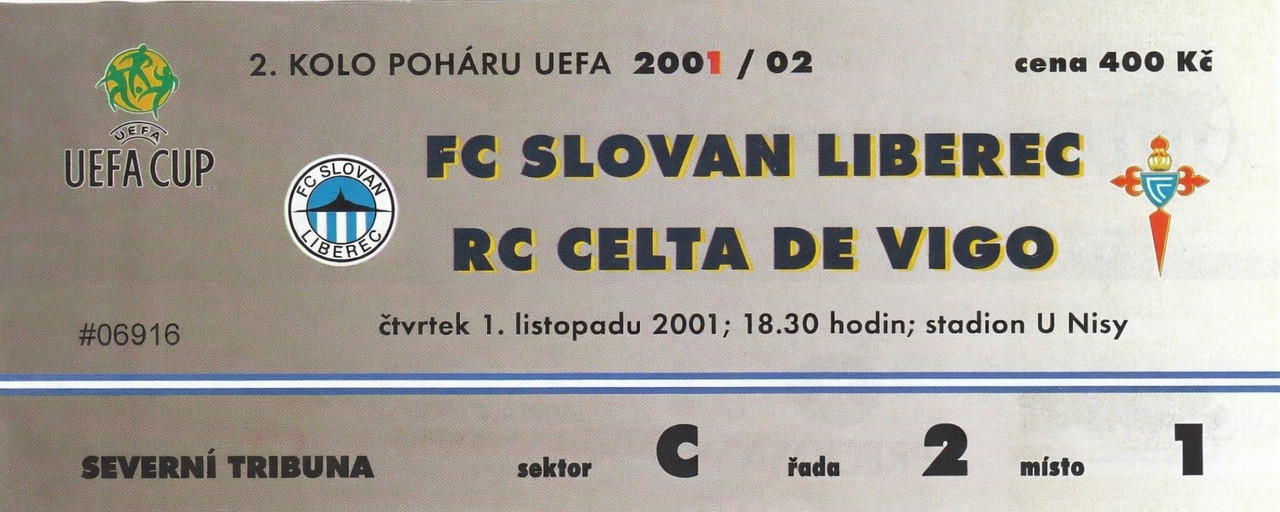 2. KOLO POHÁRU UEFA 2001 / 02 cena 400 Kč
UEFA
UEFA CUP
FC SLOVAN LIBEREC
FC SLOVAN
LIBEREC
RC CELTA DE VIGO
#06916
čtvrtek 1. listopadu 2001; 18.30 hodin; stadion U Nisy
SEVERNÍ TRIBUNA sektor C řada 2 místo 1